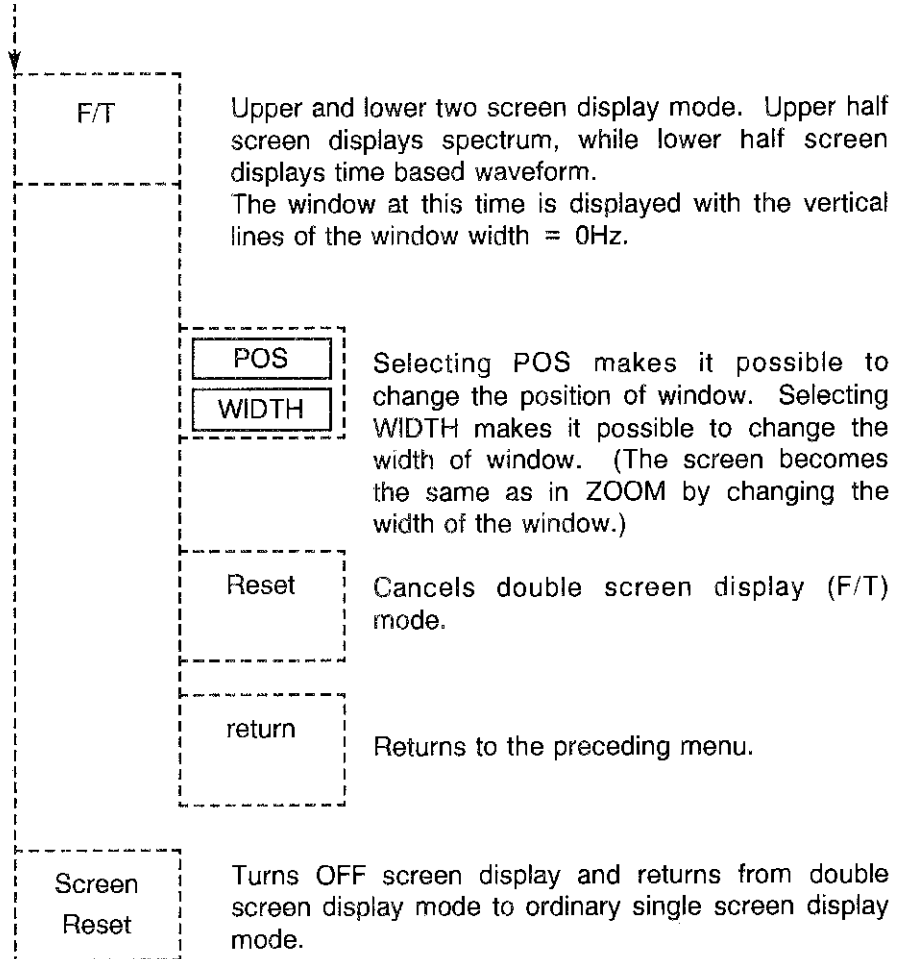 F/T
Upper and lower two screen display mode. Upper half
screen displays spectrum, while lower half screen
displays time based waveform.
The window at this time is displayed with the vertical
lines of the window width = 0Hz.
POS
WIDTH
Selecting POS makes it possible to
change the position of window. Selecting
WIDTH makes it possible to change the
width of window. (The screen becomes
the same as in ZOOM by changing the
width of the window.)
Reset
Cancels double screen display (F/T)
mode.
return
Returns to the preceding menu.
Screen
Reset
Turns OFF screen display and returns from double
screen display mode to ordinary single screen display
mode.